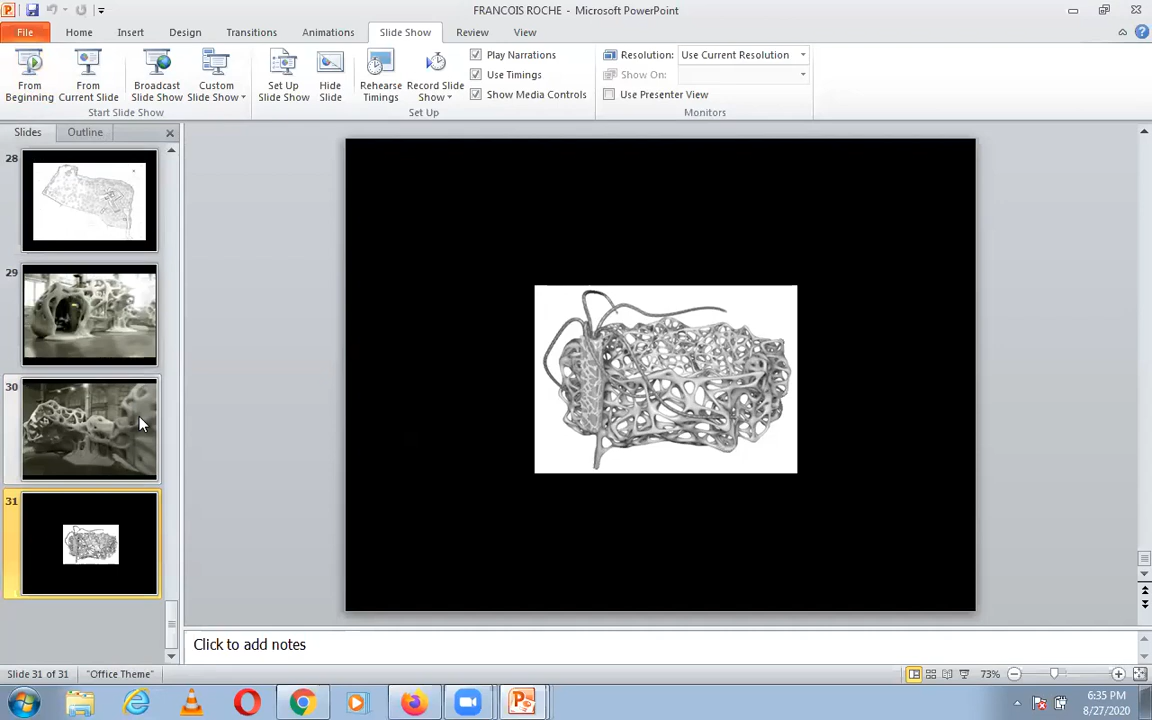 FRANCOIS ROCHE - Microsoft PowerPoint
File Home Insert Design Transitions Animations Slide Show Review View
From Beginning
From Current Slide
Broadcast Slide Show
Custom Slide Show
Set Up Slide Show
Hide Slide
Rehearse Timings
Record Slide Show
Play Narrations
Use Timings
Show Media Controls
Resolution: Use Current Resolution
Show On:
Use Presenter View
Start Slide Show Set Up Monitors
Slides Outline
28
29
30
31
Click to add notes
Slide 31 of 31 "Office Theme" 73%
6:35 PM
8/27/2020